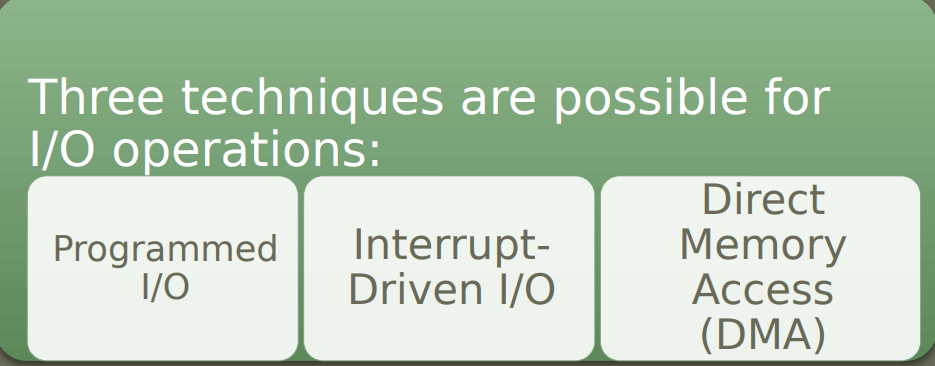 Three techniques are possible for
I/O operations:
Programmed
I/O
Interrupt-
Driven I/O
Direct
Memory
Access
(DMA)